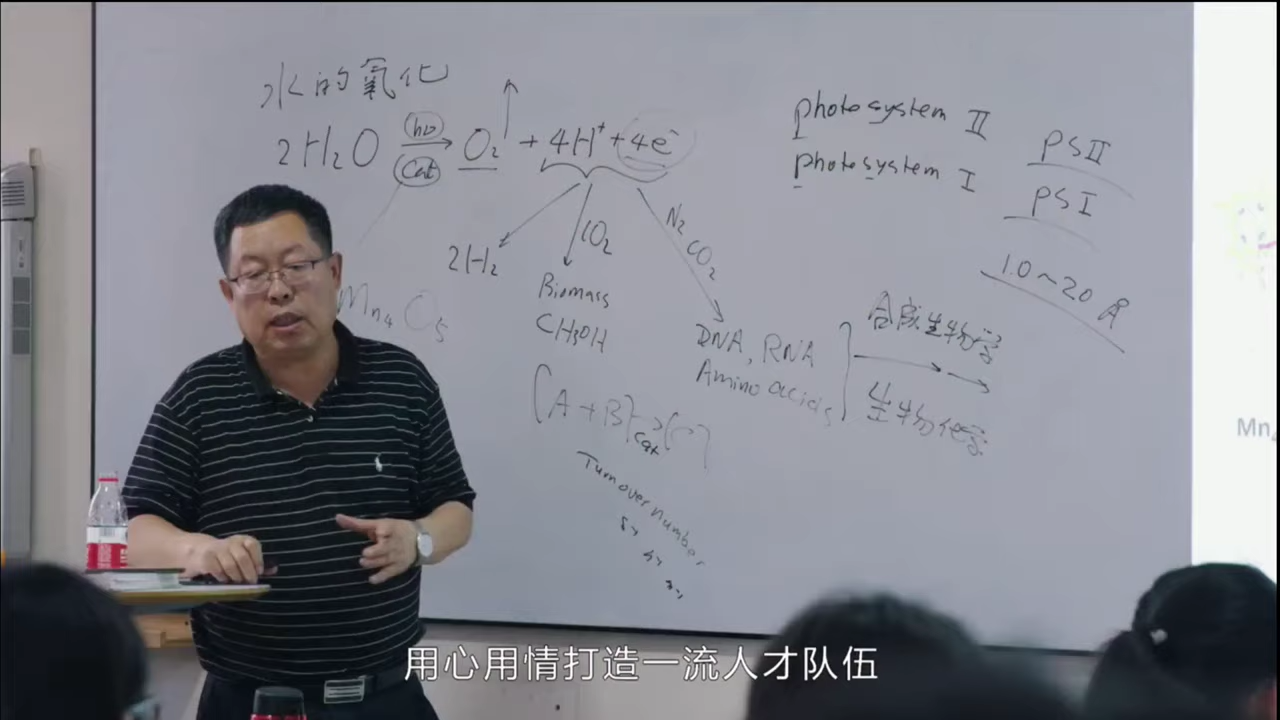 水的氧化
2H₂O hν Cat → O₂ ↑ + 4H⁺ + 4e⁻
photosystem II PSII
photosystem I PSI
1.0~2.0 Å
2H₂
CO₂
N₂
CO₂
Biomass
CH3OH
DNA, RNA
Amino acids
合成生物学
生物化学
Mn₄ O₅
[A + B] → [C]
Cat
Turnover number
Mn
用心用情打造一流人才队伍